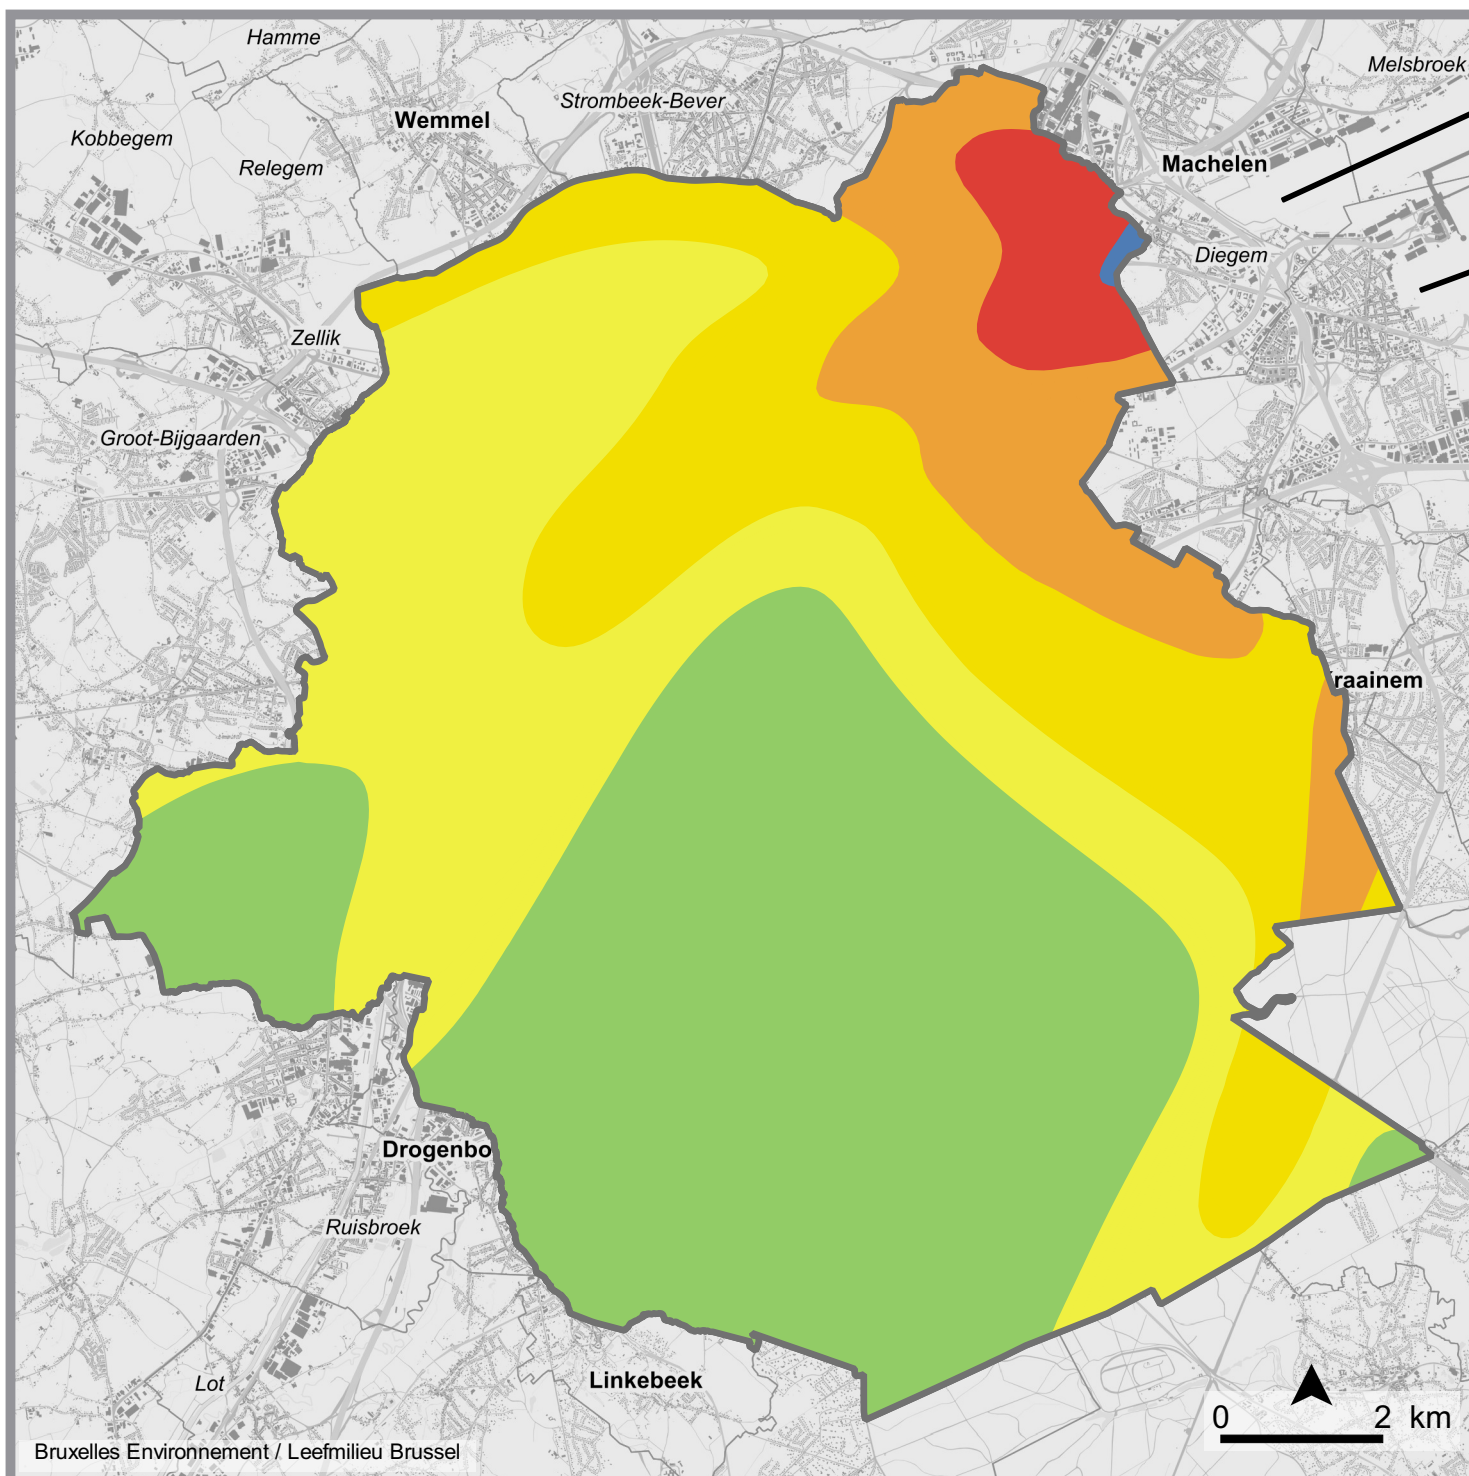 Hamme
Melsbroek
Strombeek-Bever
Wemmel
Kobbegem
Relegem
Machelen
Diegem
Zellik
Groot-Bijgaarden
raainem
Drogenbo
Ruisbroek
Linkebeek
Lot
0 2 km
Bruxelles Environnement / Leefmilieu Brussel